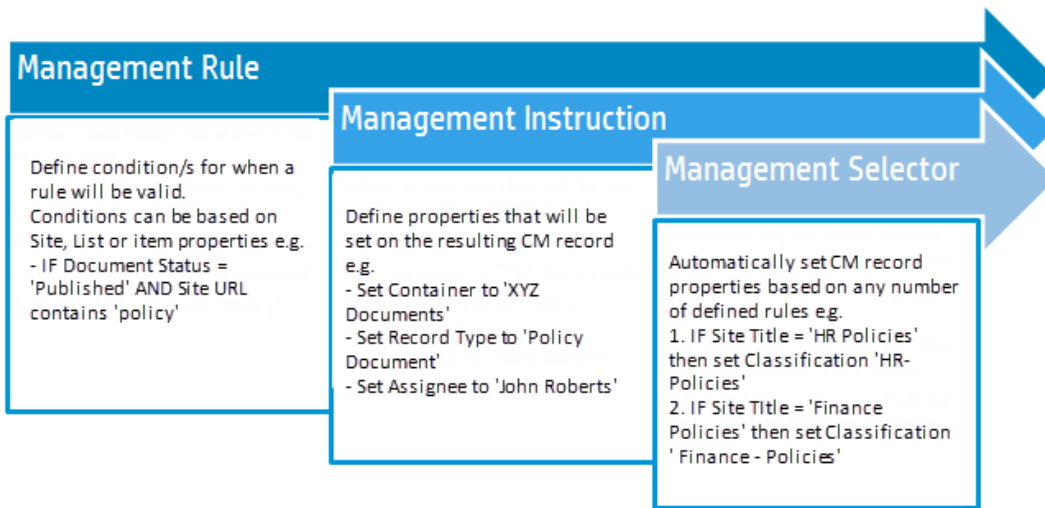 Management Rule
Define condition/s for when a
rule will be valid.
Conditions can be based on
Site, List or item properties e.g.
- IF Document Status =
'Published' AND Site URL
contains 'policy'
Management Instruction
Define properties that will be
set on the resulting CM record
e.g.
- Set Container to 'XYZ
Documents'
- Set Record Type to 'Policy
Document'
- Set Assignee to 'John Roberts'
Management Selector
Automatically set CM record
properties based on any number
of defined rules e.g.
1. IF Site Title = 'HR Policies'
then set Classification 'HR-
Policies'
2. IF Site TItle = 'Finance
Policies' then set Classification
' Finance - Policies'